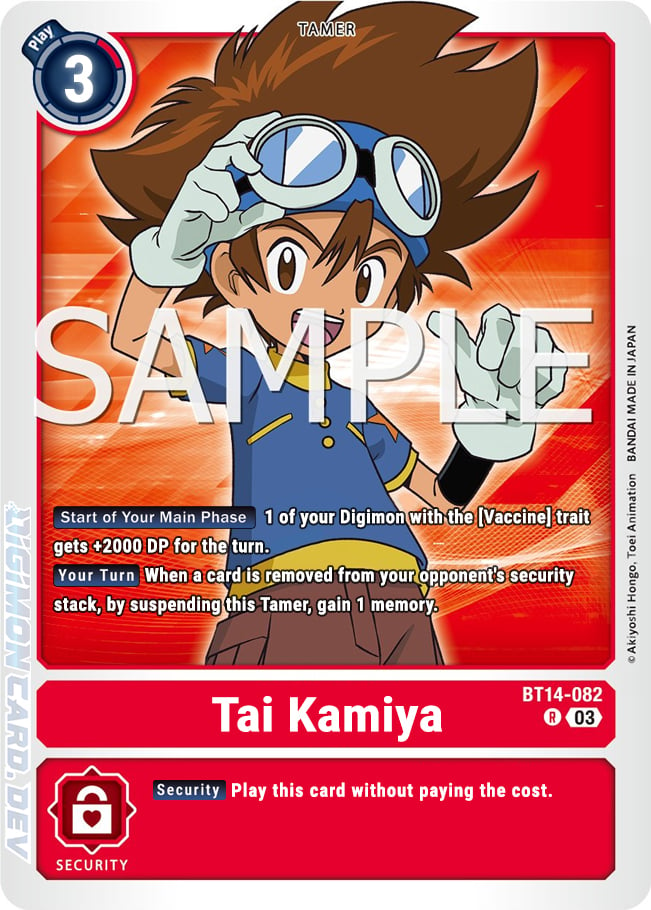 TAMER
Play
3
SAMPLE
Start of Your Main Phase 1 of your Digimon with the [Vaccine] trait
gets +2000 DP for the turn.
Your Turn When a card is removed from your opponent's security
stack, by suspending this Tamer, gain 1 memory.
© Akiyoshi Hongo, Toei Animation BANDAI MADE IN JAPAN
DIGIMONCARD.DEV
BT14-082
Tai Kamiya
R 03
Security Play this card without paying the cost.
SECURITY